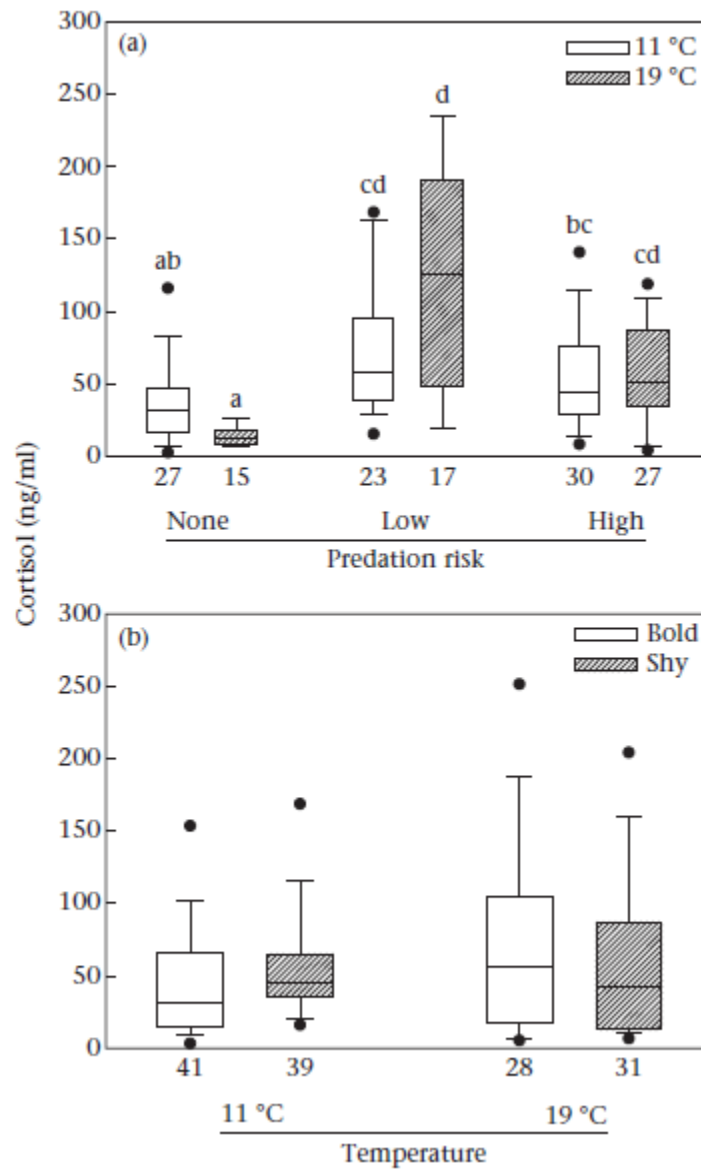 Cortisol (ng/ml)
(a)
11 °C
19 °C
300
250
200
150
100
50
0
ab
a
cd
d
bc
cd
27 15 23 17 30 27
None Low High
Predation risk
(b)
Bold
Shy
300
250
200
150
100
50
0
41 39 28 31
11 °C 19 °C
Temperature